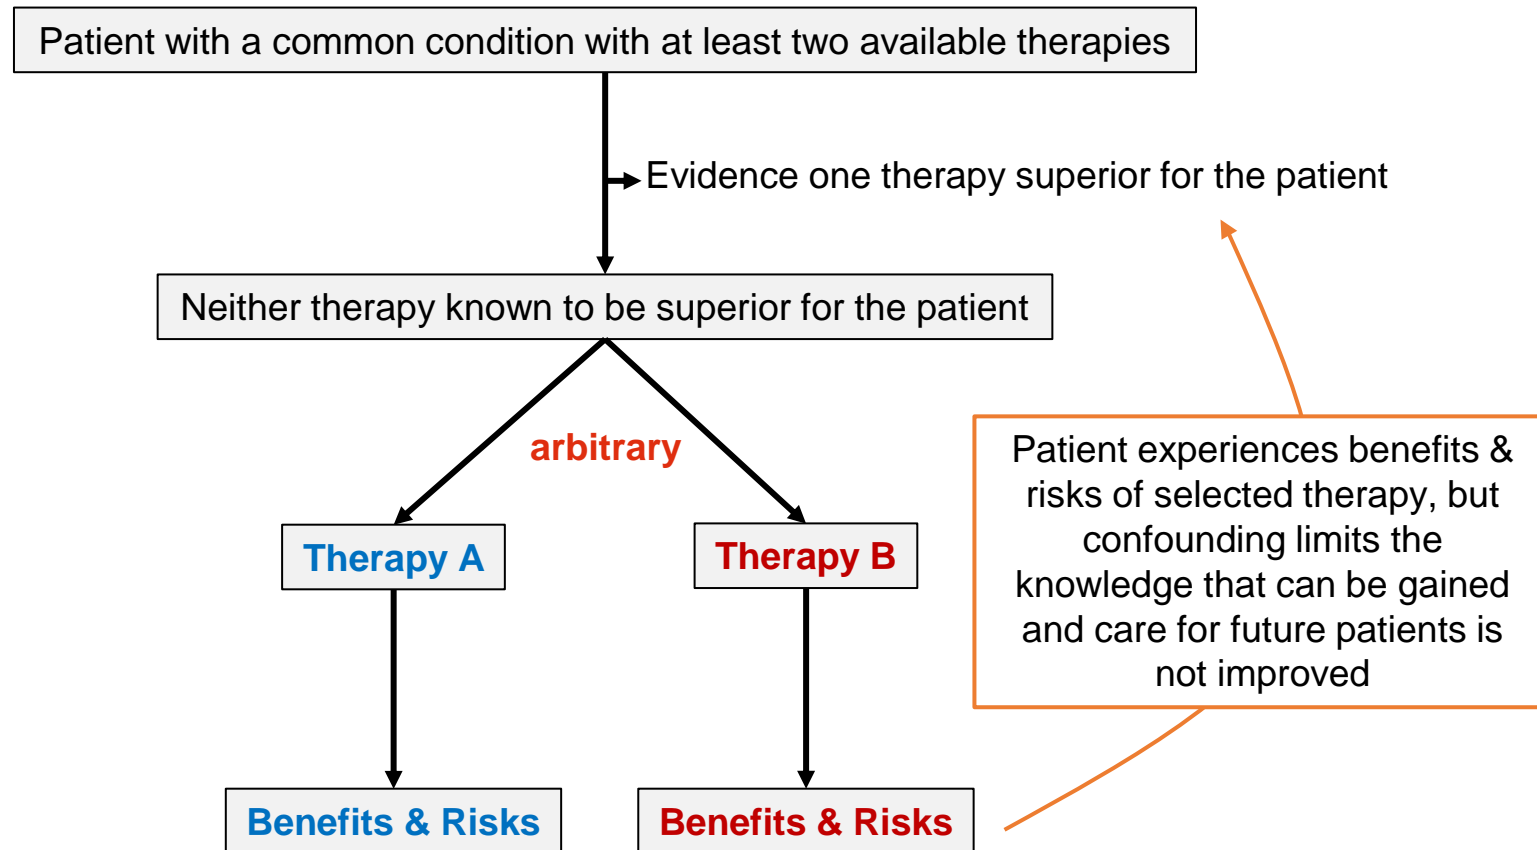 Patient with a common condition with at least two available therapies
Evidence one therapy superior for the patient
Neither therapy known to be superior for the patient
arbitrary
Therapy A
Therapy B
Patient experiences benefits &
risks of selected therapy, but
confounding limits the
knowledge that can be gained
and care for future patients is
not improved
Benefits & Risks
Benefits & Risks